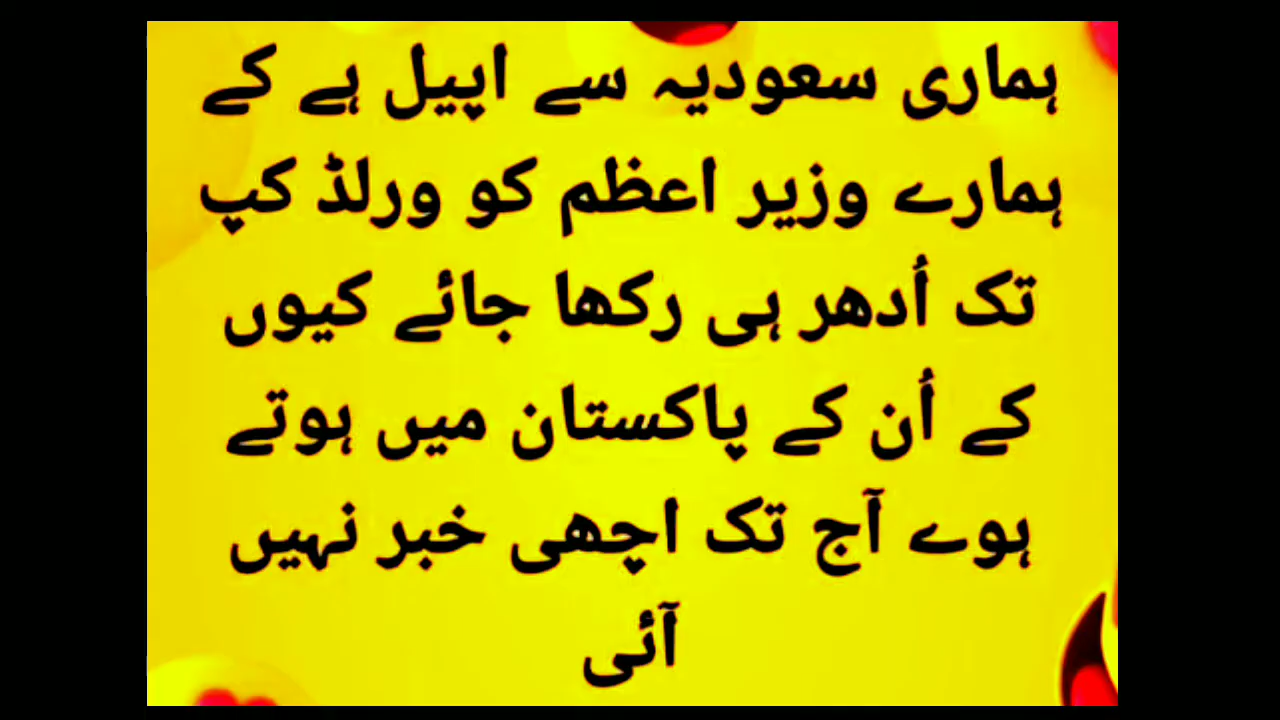 ہماری سعودیہ سے اپیل ہے کے
ہمارے وزیر اعظم کو ورلڈ کپ
تک اُدھر ہی رکھا جائے کیوں
کے اُن کے پاکستان میں ہوتے
ہوے آج تک اچھی خبر نہیں
آئی